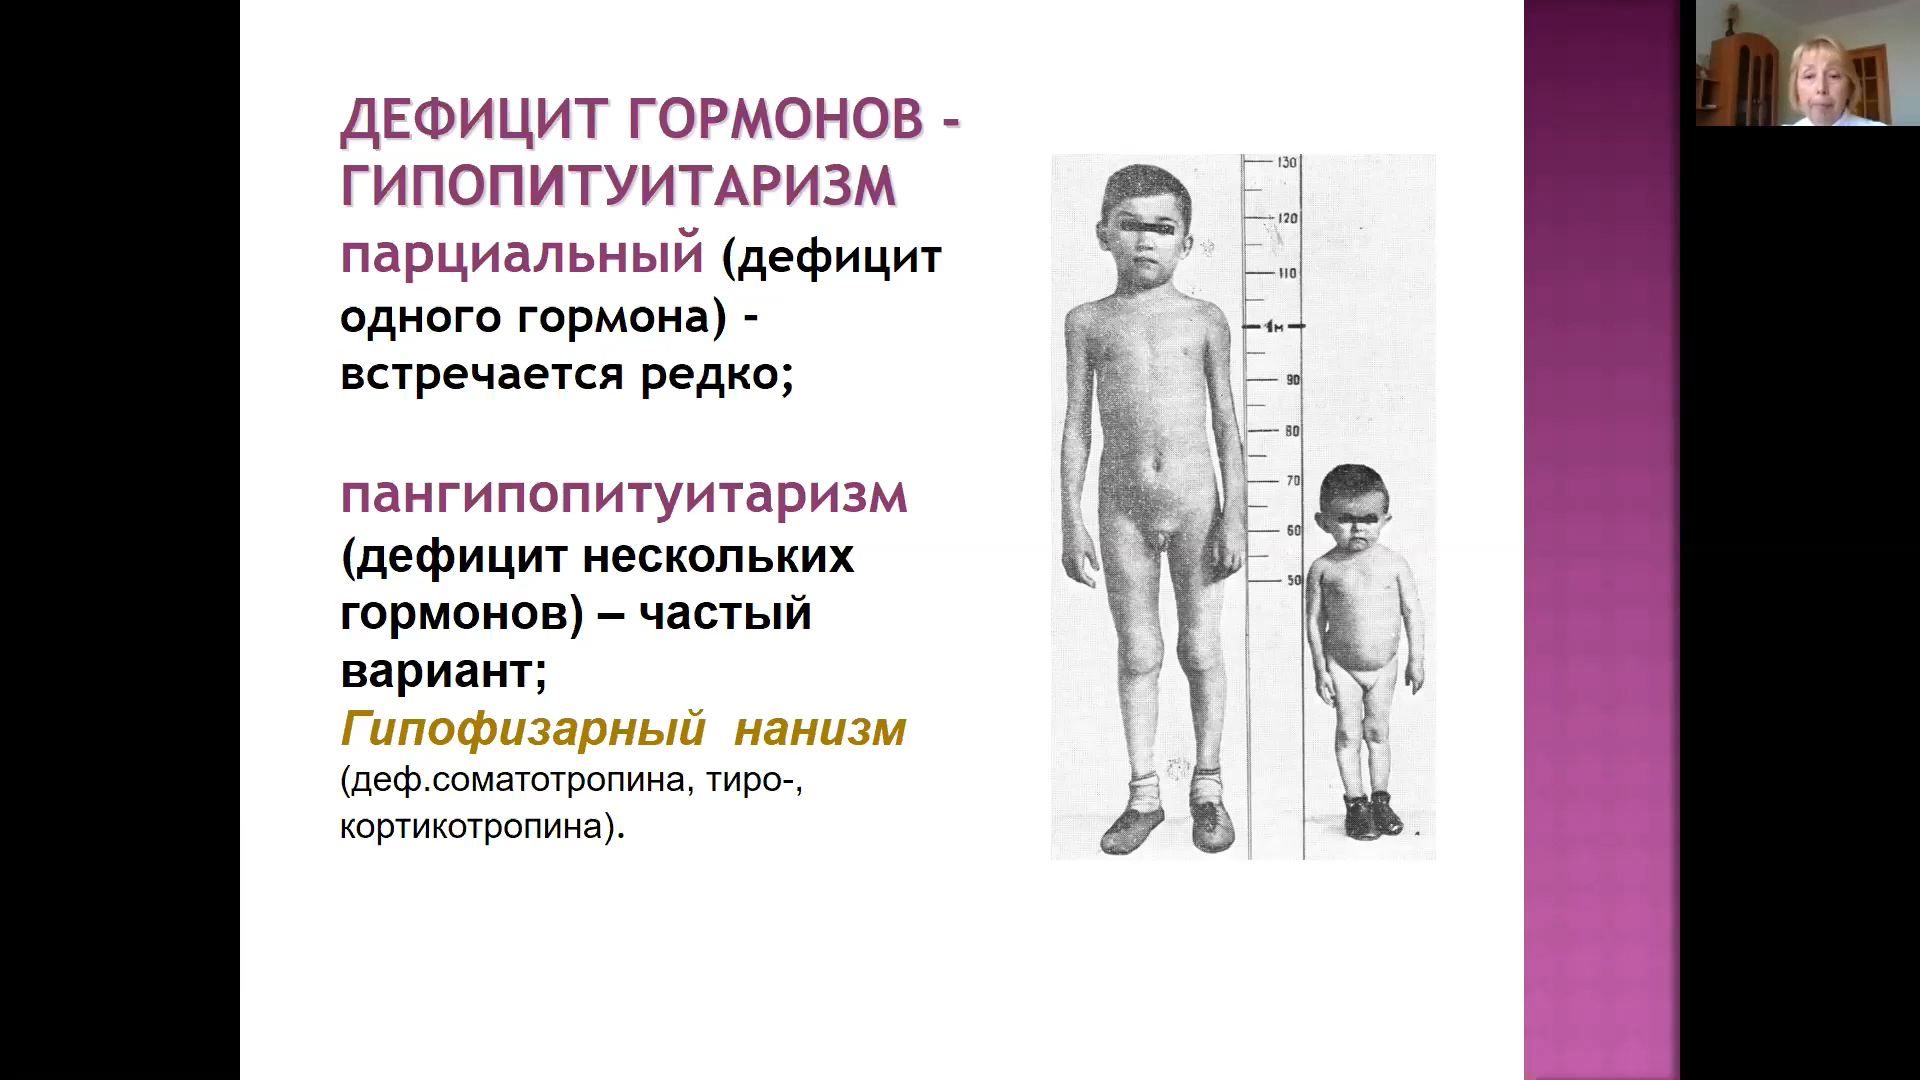 ДЕФИЦИТ ГОРМОНОВ -
ГИПОПИТУИТАРИЗМ
парциальный (дефицит
одного гормона) -
встречается редко;
пангипопитуитаризм
(дефицит нескольких
гормонов) – частый
вариант;
Гипофизарный нанизм
(деф.соматотропина, тиро-,
кортикотропина).
130
120
110
1м
90
80
70
60
50